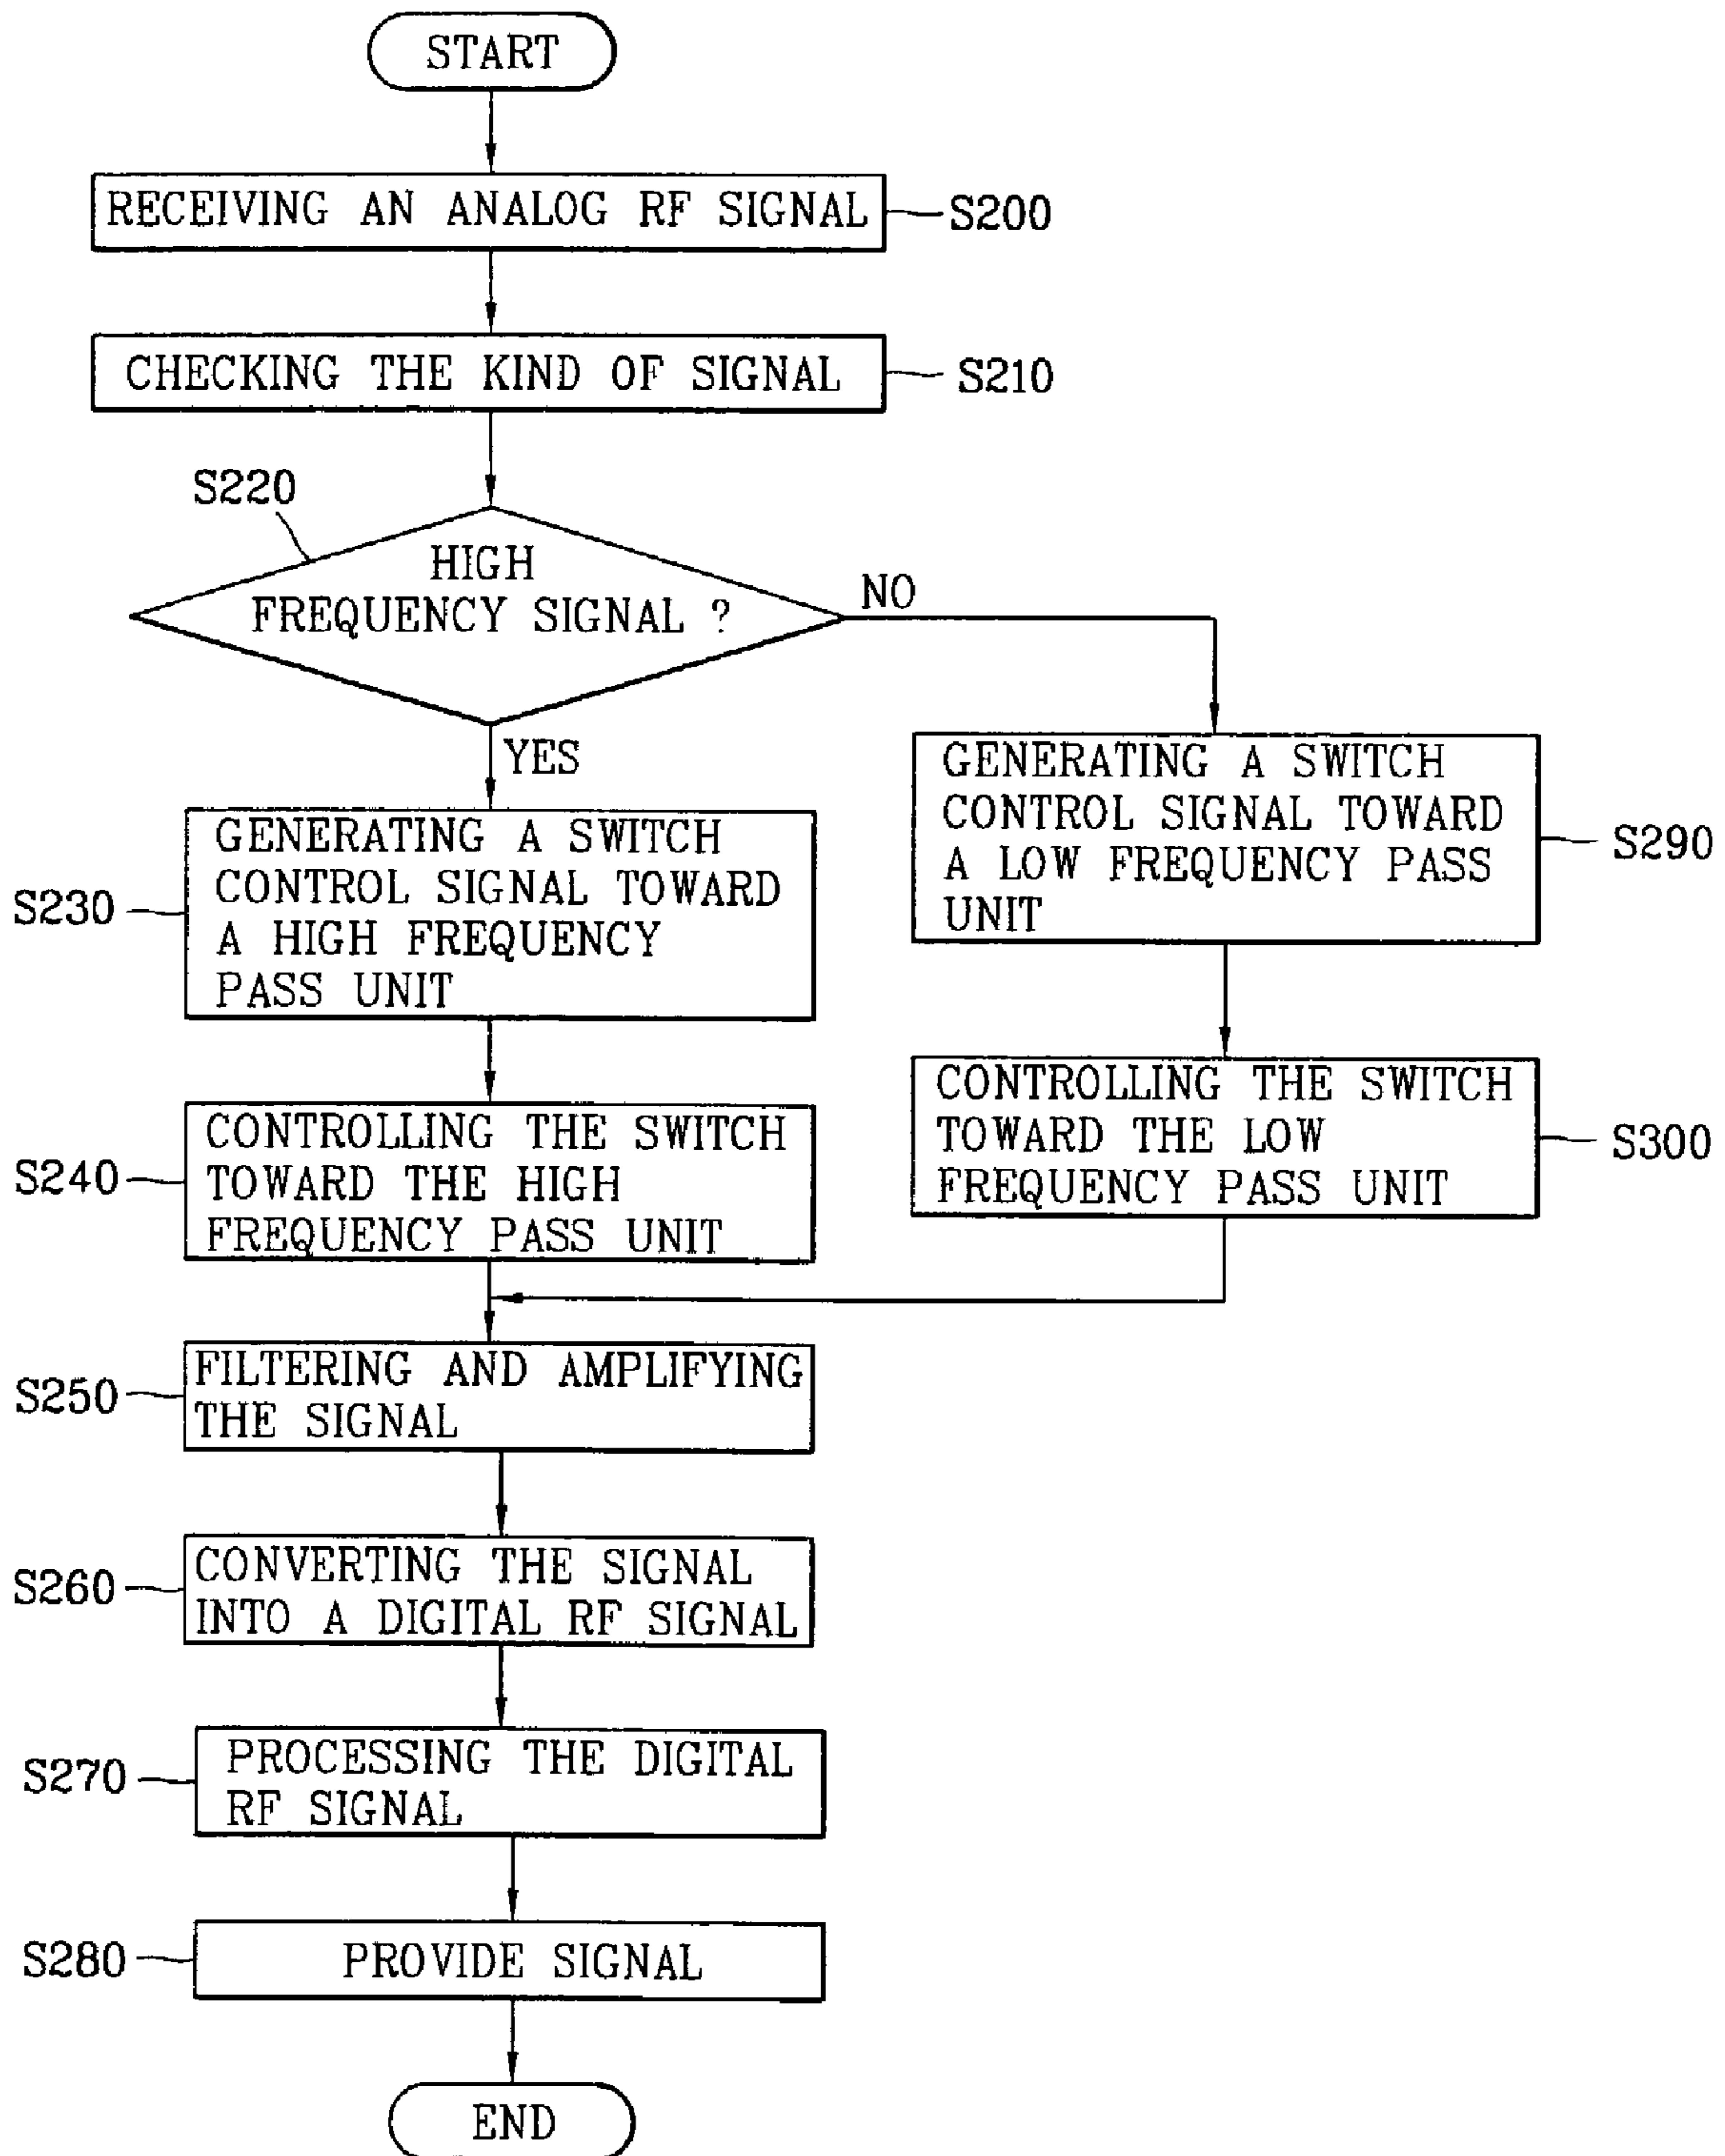 START
RECEIVING AN ANALOG RF SIGNAL
S200
CHECKING THE KIND OF SIGNAL
S210
S220
HIGH
FREQUENCY SIGNAL ?
NO
YES
GENERATING A SWITCH
CONTROL SIGNAL TOWARD
A HIGH FREQUENCY
PASS UNIT
S230
GENERATING A SWITCH
CONTROL SIGNAL TOWARD
A LOW FREQUENCY PASS
UNIT
S290
CONTROLLING THE SWITCH
TOWARD THE HIGH
FREQUENCY PASS UNIT
S240
CONTROLLING THE SWITCH
TOWARD THE LOW
FREQUENCY PASS UNIT
S300
FILTERING AND AMPLIFYING
THE SIGNAL
S250
CONVERTING THE SIGNAL
INTO A DIGITAL RF SIGNAL
S260
PROCESSING THE DIGITAL
RF SIGNAL
S270
PROVIDE SIGNAL
S280
END